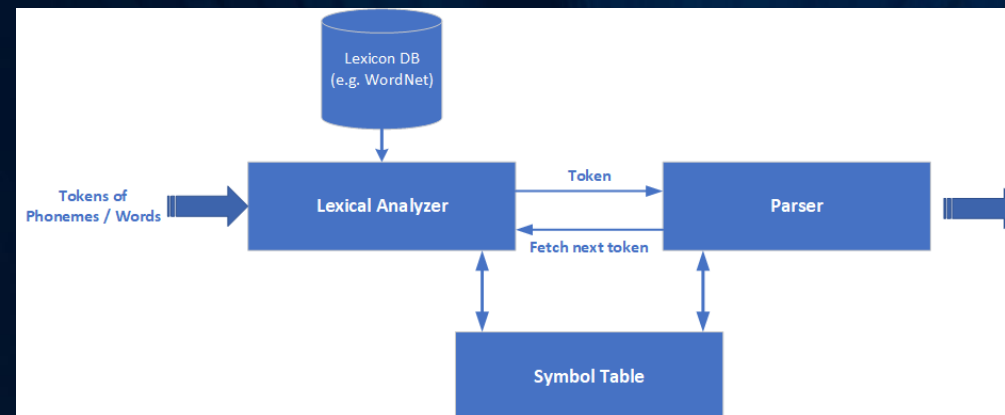 Lexicon DB
(e.g. WordNet)
Tokens of
Phonemes / Words
Lexical Analyzer
Token
Fetch next token
Parser
Symbol Table